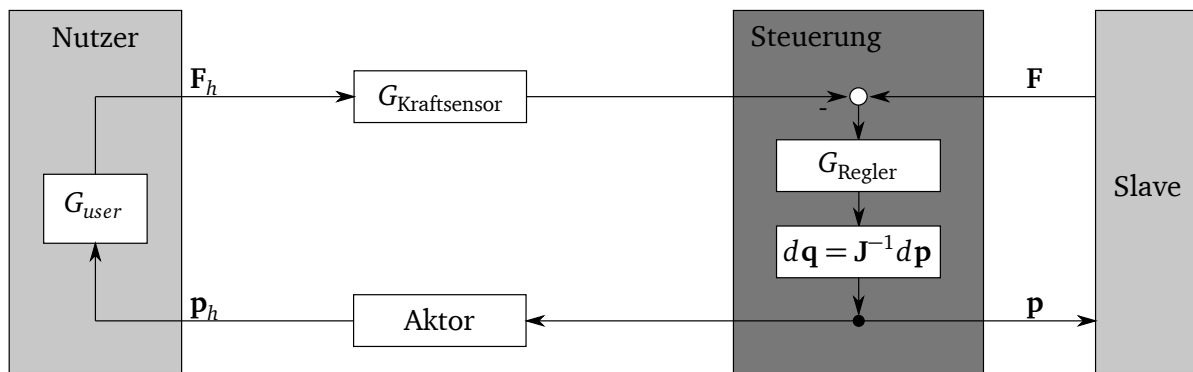 Nutzer
Steuerung
F_h
G_Kraftsensor
F
-
G_Regler
G_user
Slave
dq = J^{-1}dp
p_h
Aktor
p